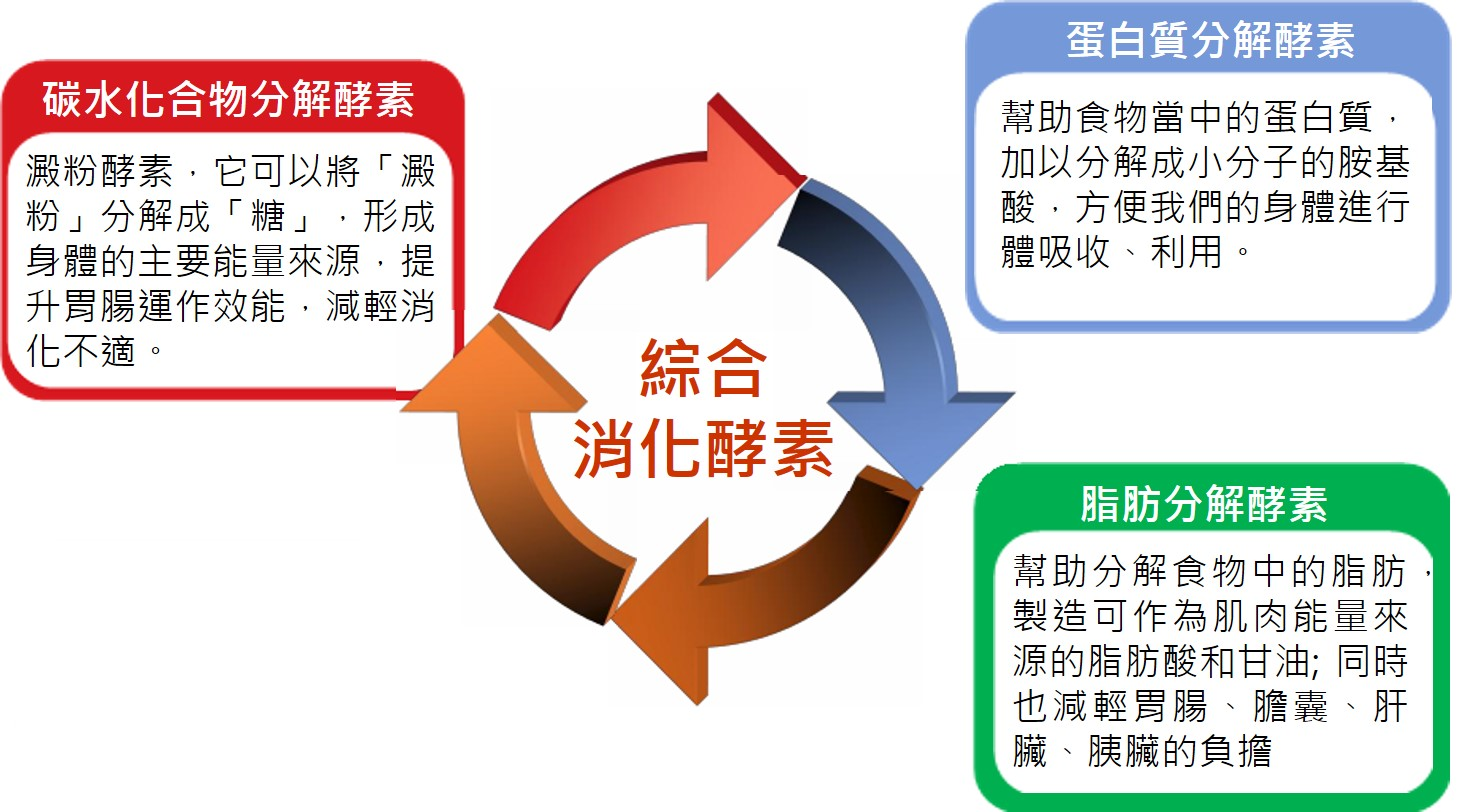 碳水化合物分解酵素
澱粉酵素，它可以將「澱
粉」分解成「糖」，形成
身體的主要能量來源，提
升胃腸運作效能，減輕消
化不適。
蛋白質分解酵素
幫助食物當中的蛋白質，
加以分解成小分子的胺基
酸，方便我們的身體進行
體吸收、利用。
綜合
消化酵素
脂肪分解酵素
幫助分解食物中的脂肪，
製造可作為肌肉能量來
源的脂肪酸和甘油; 同時
也減輕胃腸、膽囊、肝
臟、胰臟的負擔